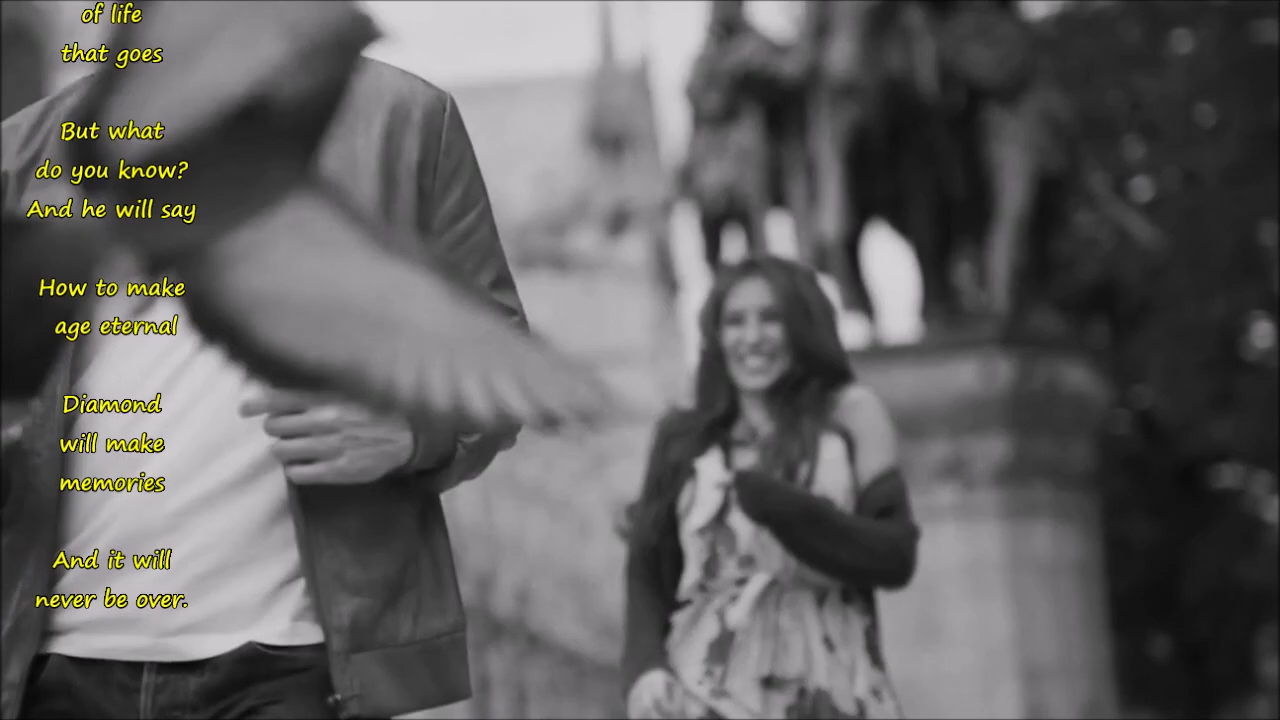 of life
that goes
But what
do you know?
And he will say
How to make
age eternal
Diamond
will make
memories
And it will
never be over.